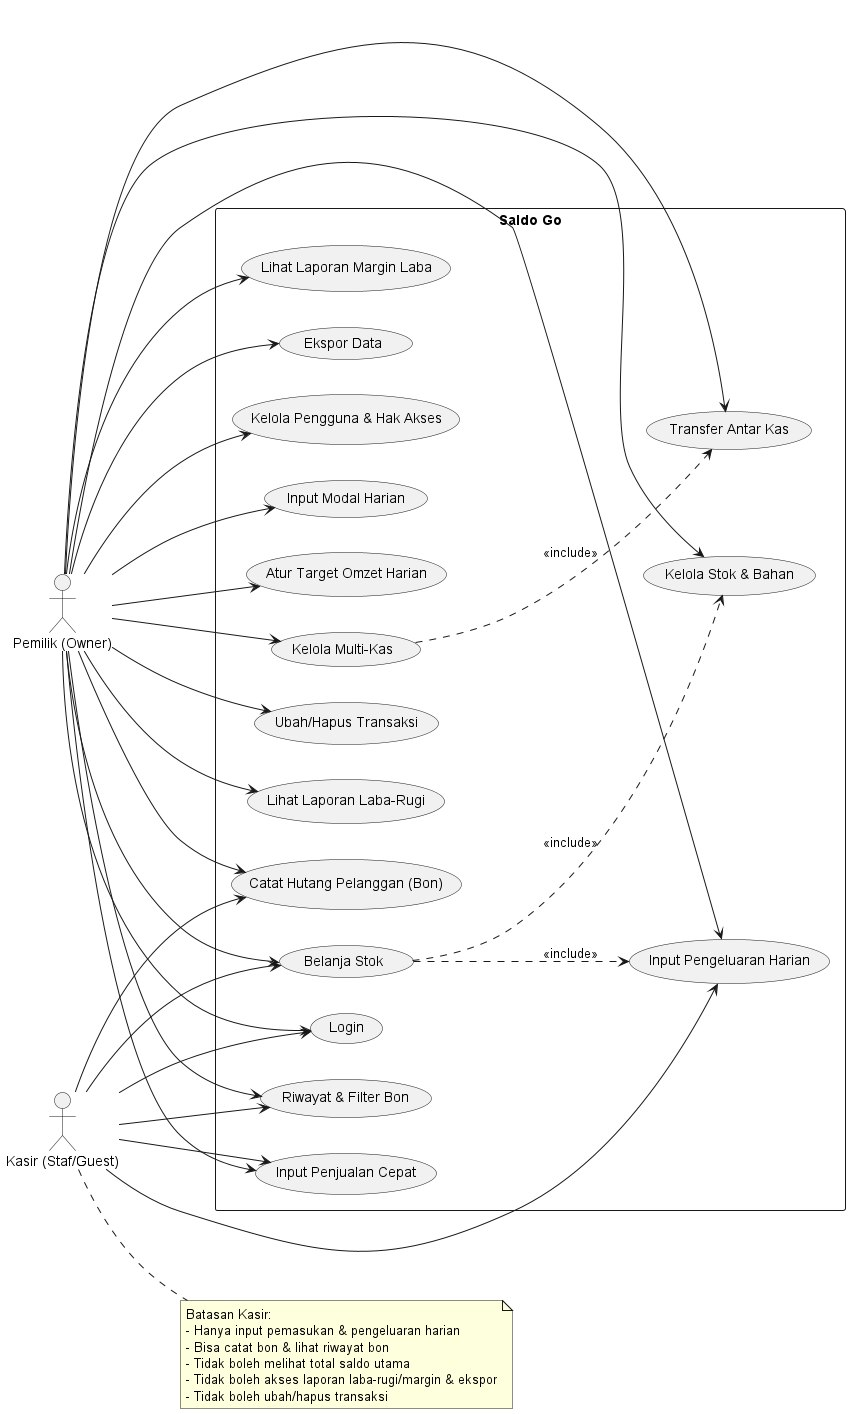 Saldo Go
Lihat Laporan Margin Laba
Ekspor Data
Kelola Pengguna & Hak Akses
Transfer Antar Kas
Input Modal Harian
«include»
Atur Target Omzet Harian
Kelola Stok & Bahan
Pemilik (Owner)
Kelola Multi-Kas
Ubah/Hapus Transaksi
Lihat Laporan Laba-Rugi
«include»
Catat Hutang Pelanggan (Bon)
Belanja Stok
«include»
Input Pengeluaran Harian
Login
Riwayat & Filter Bon
Kasir (Staf/Guest)
Input Penjualan Cepat
Batasan Kasir:
- Hanya input pemasukan & pengeluaran harian
- Bisa catat bon & lihat riwayat bon
- Tidak boleh melihat total saldo utama
- Tidak boleh akses laporan laba-rugi/margin & ekspor
- Tidak boleh ubah/hapus transaksi